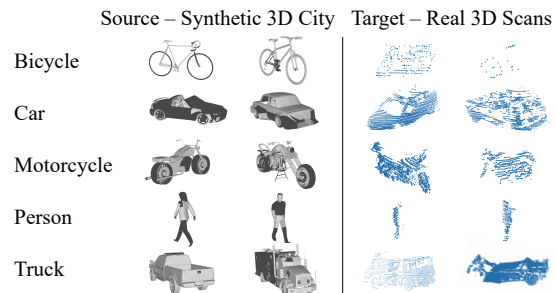 Source – Synthetic 3D City Target – Real 3D Scans
Bicycle
Car
Motorcycle
Person
Truck